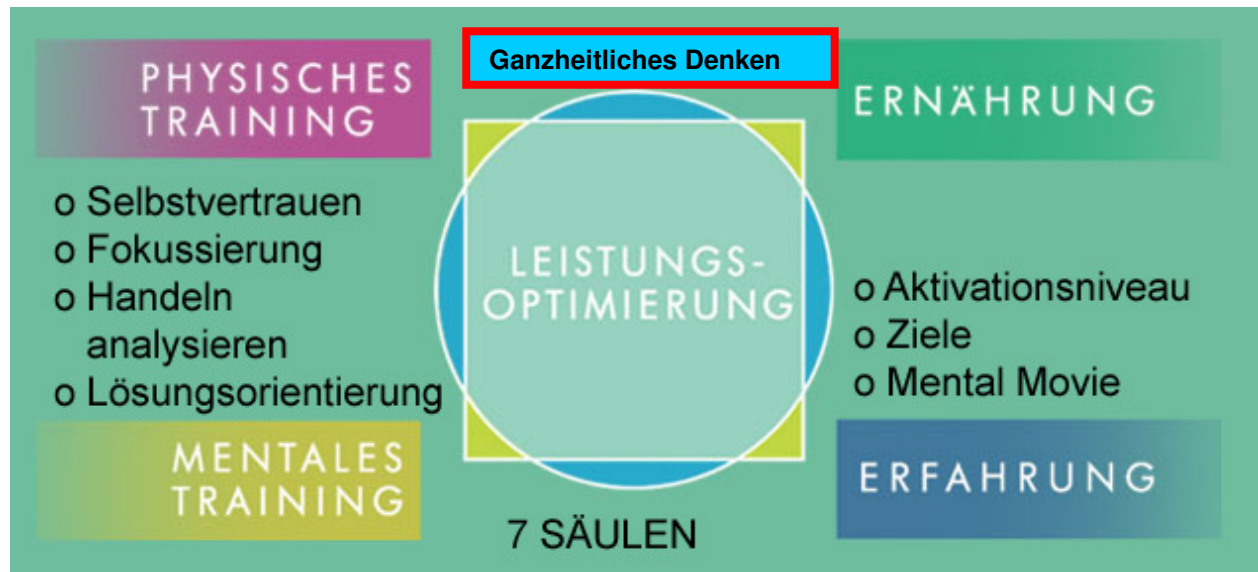 Ganzheitliches Denken
PHYSISCHES
TRAINING
ERNÄHRUNG
o Selbstvertrauen
o Fokussierung
o Handeln
analysieren
o Lösungsorientierung
LEISTUNGS-
OPTIMIERUNG
o Aktivationsniveau
o Ziele
o Mental Movie
MENTALES
TRAINING
ERFAHRUNG
7 SÄULEN